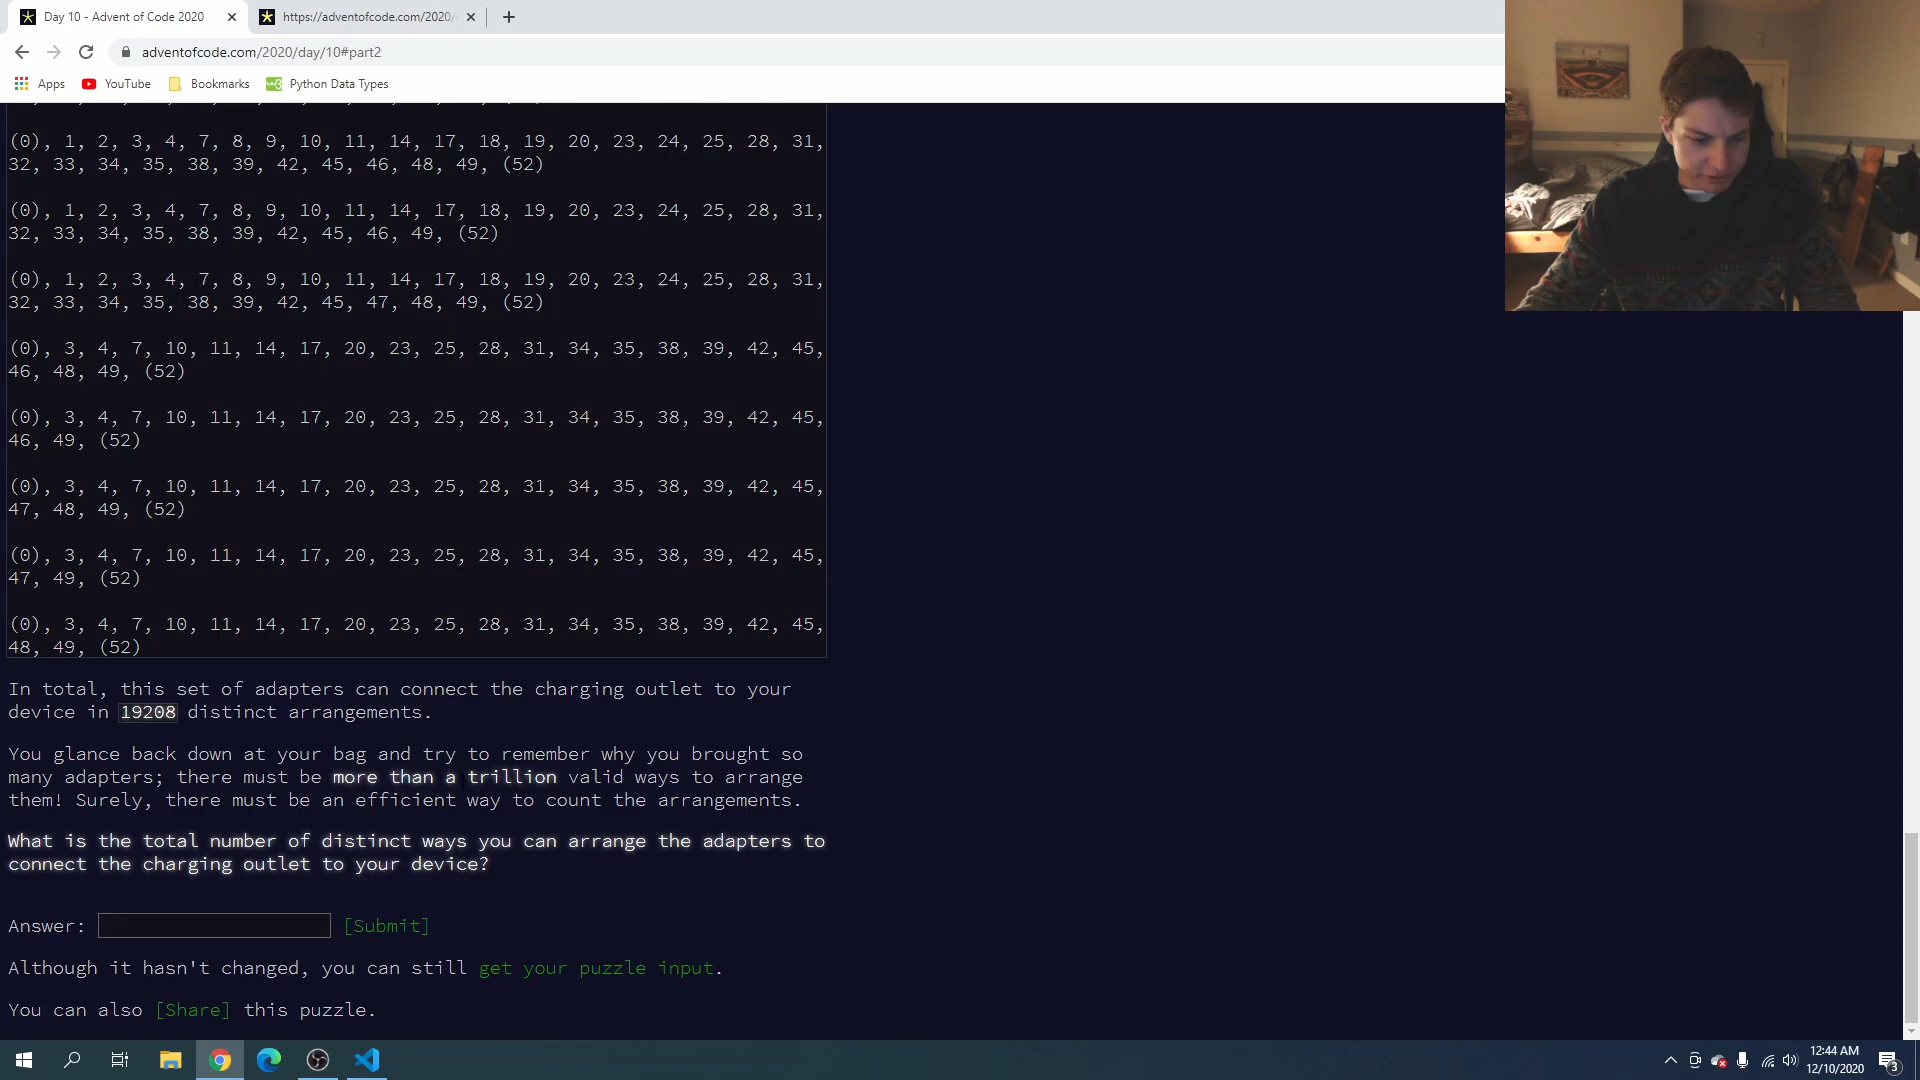 Day 10 - Advent of Code 2020
https://adventofcode.com/2020/
adventofcode.com/2020/day/10#part2
Apps
YouTube
Bookmarks
Python Data Types
(0), 1, 2, 3, 4, 7, 8, 9, 10, 11, 14, 17, 18, 19, 20, 23, 24, 25, 28, 31,
32, 33, 34, 35, 38, 39, 42, 45, 46, 48, 49, (52)
(0), 1, 2, 3, 4, 7, 8, 9, 10, 11, 14, 17, 18, 19, 20, 23, 24, 25, 28, 31,
32, 33, 34, 35, 38, 39, 42, 45, 46, 49, (52)
(0), 1, 2, 3, 4, 7, 8, 9, 10, 11, 14, 17, 18, 19, 20, 23, 24, 25, 28, 31,
32, 33, 34, 35, 38, 39, 42, 45, 47, 48, 49, (52)
(0), 3, 4, 7, 10, 11, 14, 17, 20, 23, 25, 28, 31, 34, 35, 38, 39, 42, 45,
46, 48, 49, (52)
(0), 3, 4, 7, 10, 11, 14, 17, 20, 23, 25, 28, 31, 34, 35, 38, 39, 42, 45,
46, 49, (52)
(0), 3, 4, 7, 10, 11, 14, 17, 20, 23, 25, 28, 31, 34, 35, 38, 39, 42, 45,
47, 48, 49, (52)
(0), 3, 4, 7, 10, 11, 14, 17, 20, 23, 25, 28, 31, 34, 35, 38, 39, 42, 45,
47, 49, (52)
(0), 3, 4, 7, 10, 11, 14, 17, 20, 23, 25, 28, 31, 34, 35, 38, 39, 42, 45,
48, 49, (52)
In total, this set of adapters can connect the charging outlet to your
device in 19208 distinct arrangements.
You glance back down at your bag and try to remember why you brought so
many adapters; there must be more than a trillion valid ways to arrange
them! Surely, there must be an efficient way to count the arrangements.
What is the total number of distinct ways you can arrange the adapters to
connect the charging outlet to your device?
Answer: [Submit]
Although it hasn't changed, you can still get your puzzle input.
You can also [Share] this puzzle.
12:44 AM
12/10/2020
3